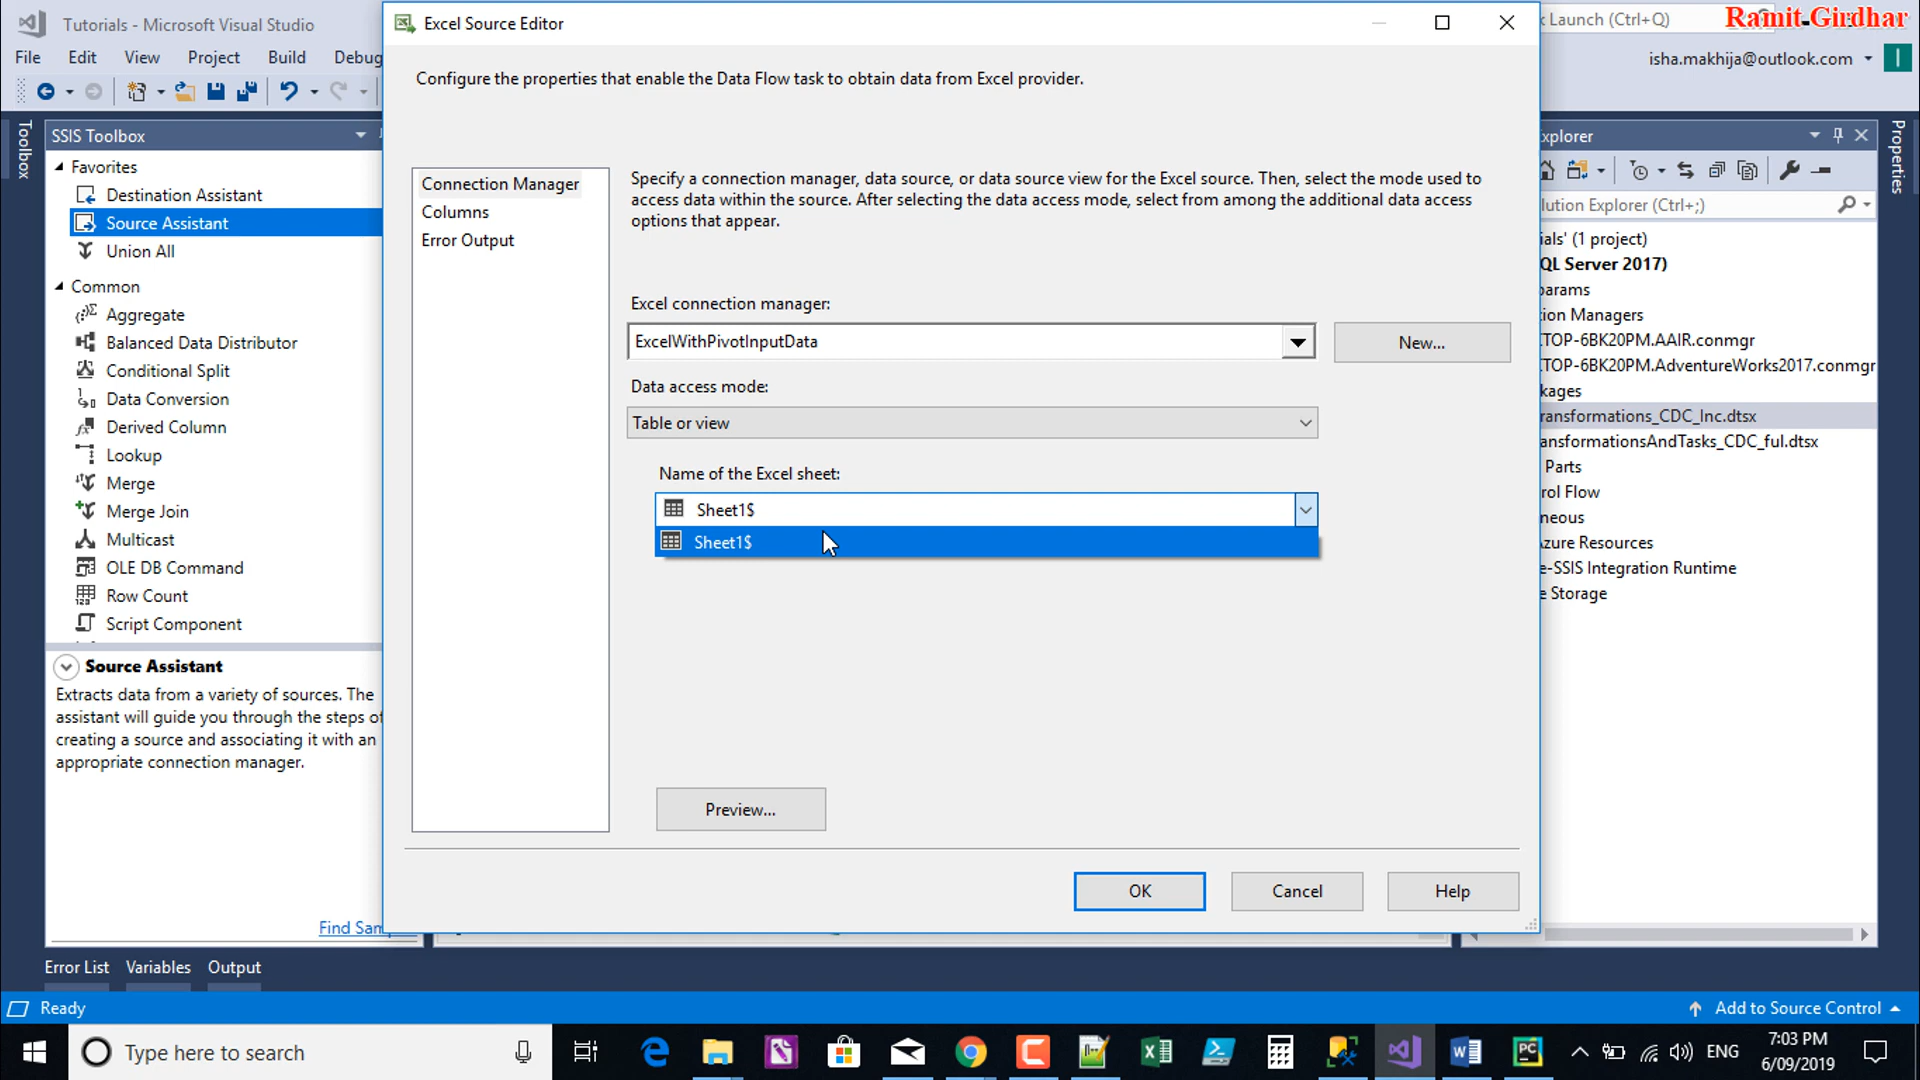 Tutorials - Microsoft Visual Studio
Excel Source Editor
Launch (Ctrl+Q)
Ramit-Girdhar
File Edit View Project Build Debug
isha.makhija@outlook.com
I
Configure the properties that enable the Data Flow task to obtain data from Excel provider.
Toolbox
SSIS Toolbox
Favorites
Destination Assistant
Source Assistant
Union All
Common
Aggregate
Balanced Data Distributor
Conditional Split
Data Conversion
Derived Column
Lookup
Merge
Merge Join
Multicast
OLE DB Command
Row Count
Script Component
Source Assistant
Extracts data from a variety of sources. The
assistant will guide you through the steps of
creating a source and associating it with an
appropriate connection manager.
Find Sam
Connection Manager
Columns
Error Output
Specify a connection manager, data source, or data source view for the Excel source. Then, select the mode used to
access data within the source. After selecting the data access mode, select from among the additional data access
options that appear.
Excel connection manager:
ExcelWithPivotInputData
New...
Data access mode:
Table or view
Name of the Excel sheet:
Sheet1$
Sheet1$
Preview...
OK Cancel Help
xplorer
Properties
lution Explorer (Ctrl+;)
ials' (1 project)
QL Server 2017)
params
ion Managers
TOP-6BK20PM.AAIR.conmgr
TOP-6BK20PM.AdventureWorks2017.conmgr
kages
ransformations_CDC_Inc.dtsx
ansformationsAndTasks_CDC_ful.dtsx
Parts
rol Flow
neous
Azure Resources
e-SSIS Integration Runtime
e Storage
Error List Variables Output
Ready
Add to Source Control
Type here to search
ENG
7:03 PM
6/09/2019